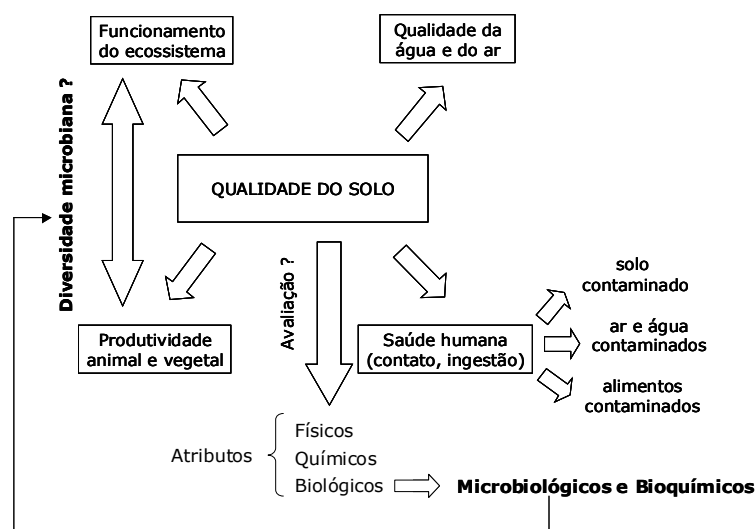 Funcionamento
do ecossistema
Qualidade da
água e do ar
Diversidade microbiana ?
QUALIDADE DO SOLO
Avaliação ?
Produtividade
animal e vegetal
Saúde humana
(contato, ingestão)
solo
contaminado
ar e água
contaminados
alimentos
contaminados
Atributos
Físicos
Químicos
Biológicos
Microbiológicos e Bioquímicos